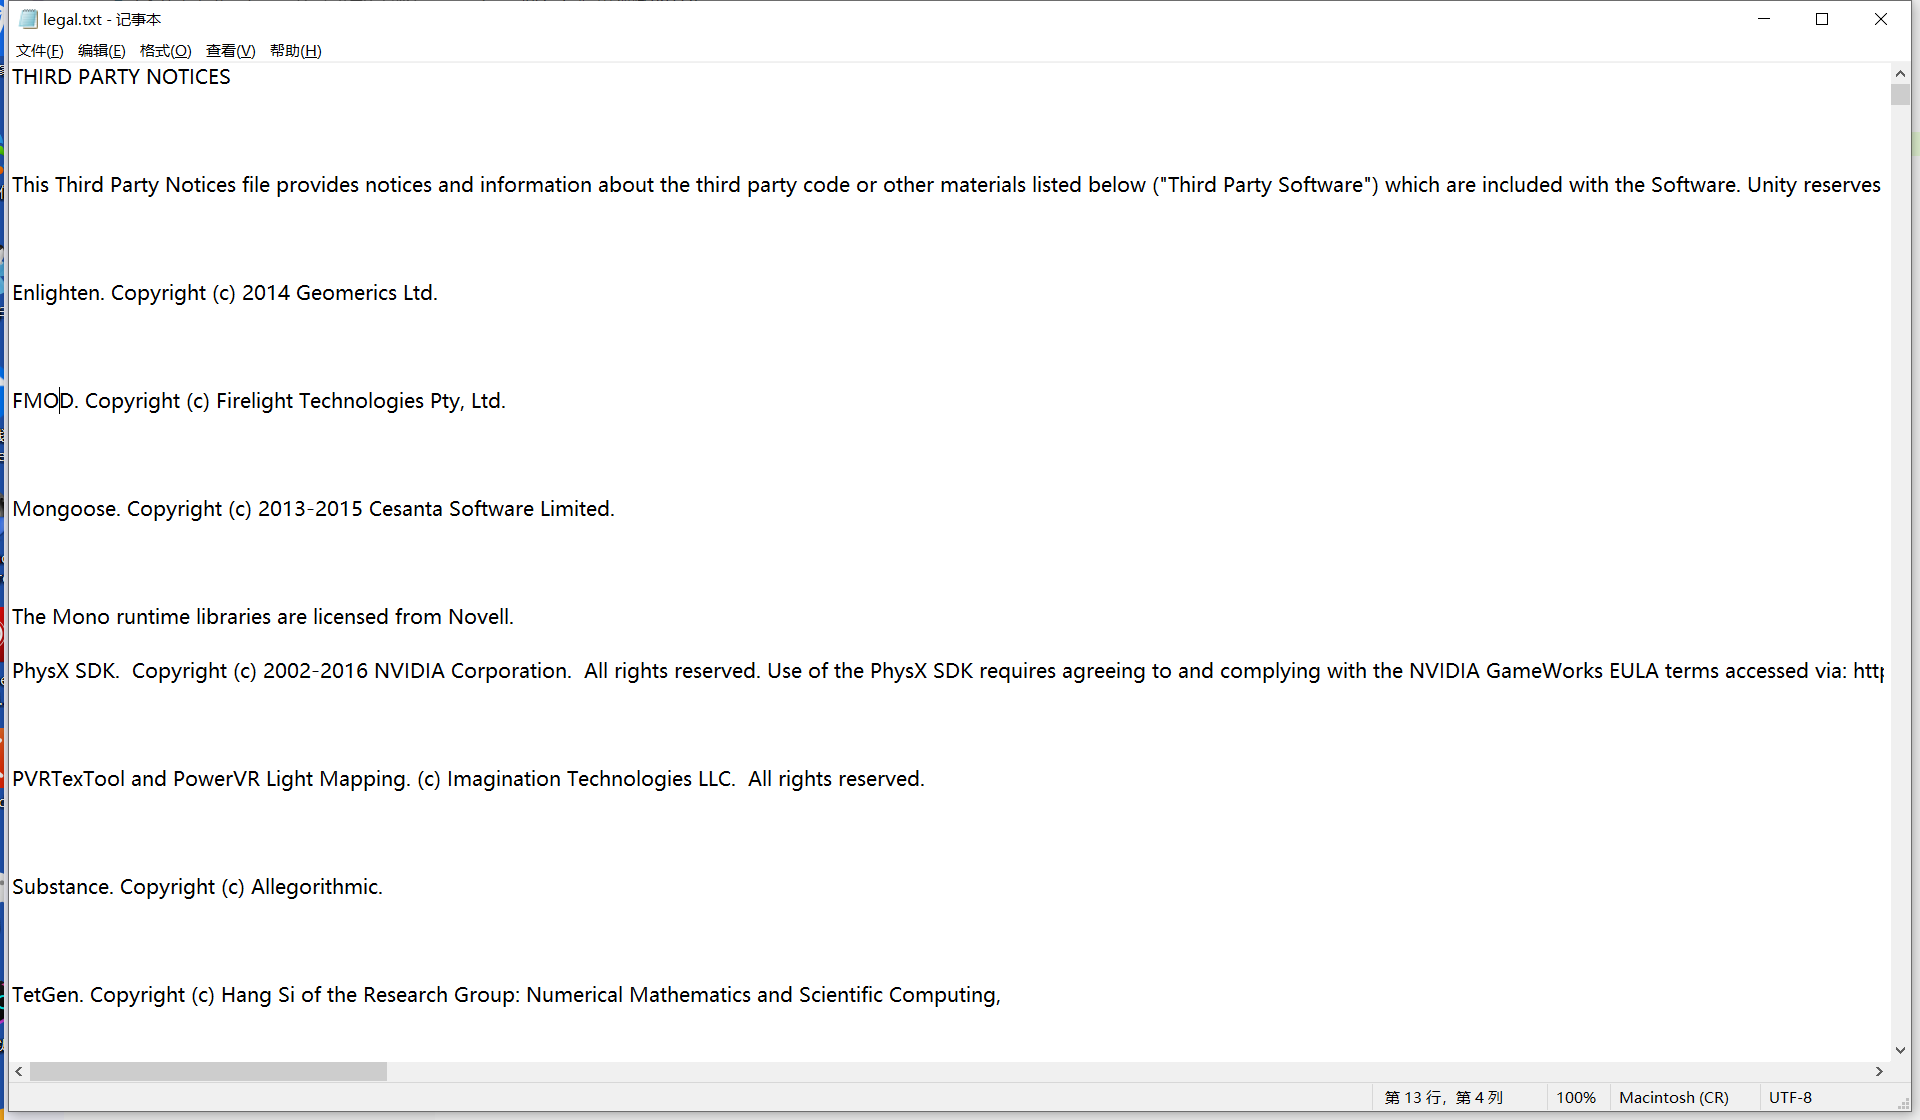 legal.txt - 记事本
文件(F) 编辑(E) 格式(O) 查看(V) 帮助(H)
THIRD PARTY NOTICES
This Third Party Notices file provides notices and information about the third party code or other materials listed below ("Third Party Software") which are included with the Software. Unity reserves
Enlighten. Copyright (c) 2014 Geomerics Ltd.
FMOD. Copyright (c) Firelight Technologies Pty, Ltd.
Mongoose. Copyright (c) 2013-2015 Cesanta Software Limited.
The Mono runtime libraries are licensed from Novell.
PhysX SDK.  Copyright (c) 2002-2016 NVIDIA Corporation.  All rights reserved. Use of the PhysX SDK requires agreeing to and complying with the NVIDIA GameWorks EULA terms accessed via: http
PVRTexTool and PowerVR Light Mapping. (c) Imagination Technologies LLC.  All rights reserved.
Substance. Copyright (c) Allegorithmic.
TetGen. Copyright (c) Hang Si of the Research Group: Numerical Mathematics and Scientific Computing,
第 13 行，第 4 列 100% Macintosh (CR) UTF-8